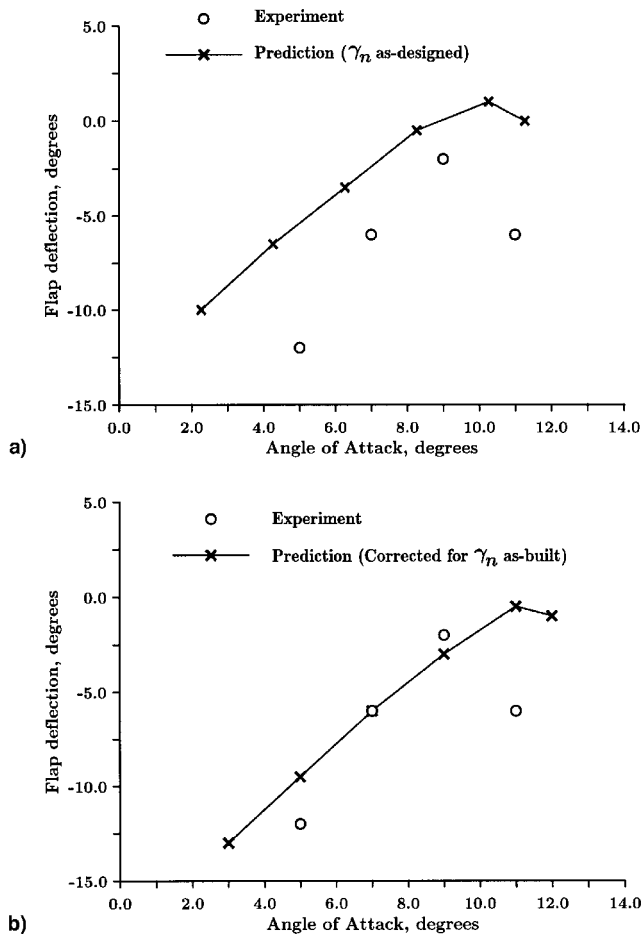 5.0
0.0
-5.0
-10.0
-15.0
Flap deflection, degrees
Experiment
Prediction (γn as-designed)
0.0 2.0 4.0 6.0 8.0 10.0 12.0 14.0
Angle of Attack, degrees
a)
5.0
0.0
-5.0
-10.0
-15.0
Flap deflection, degrees
Experiment
Prediction (Corrected for γn as-built)
0.0 2.0 4.0 6.0 8.0 10.0 12.0 14.0
Angle of Attack, degrees
b)